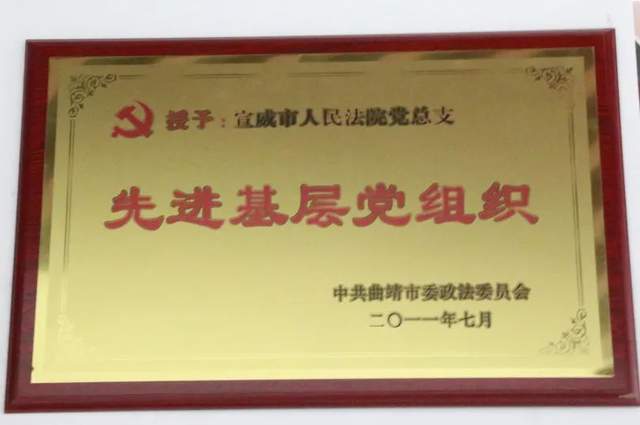 授予：宣威市人民法院党总支
先进基层党组织
中共曲靖市委政法委员会
二〇一一年七月